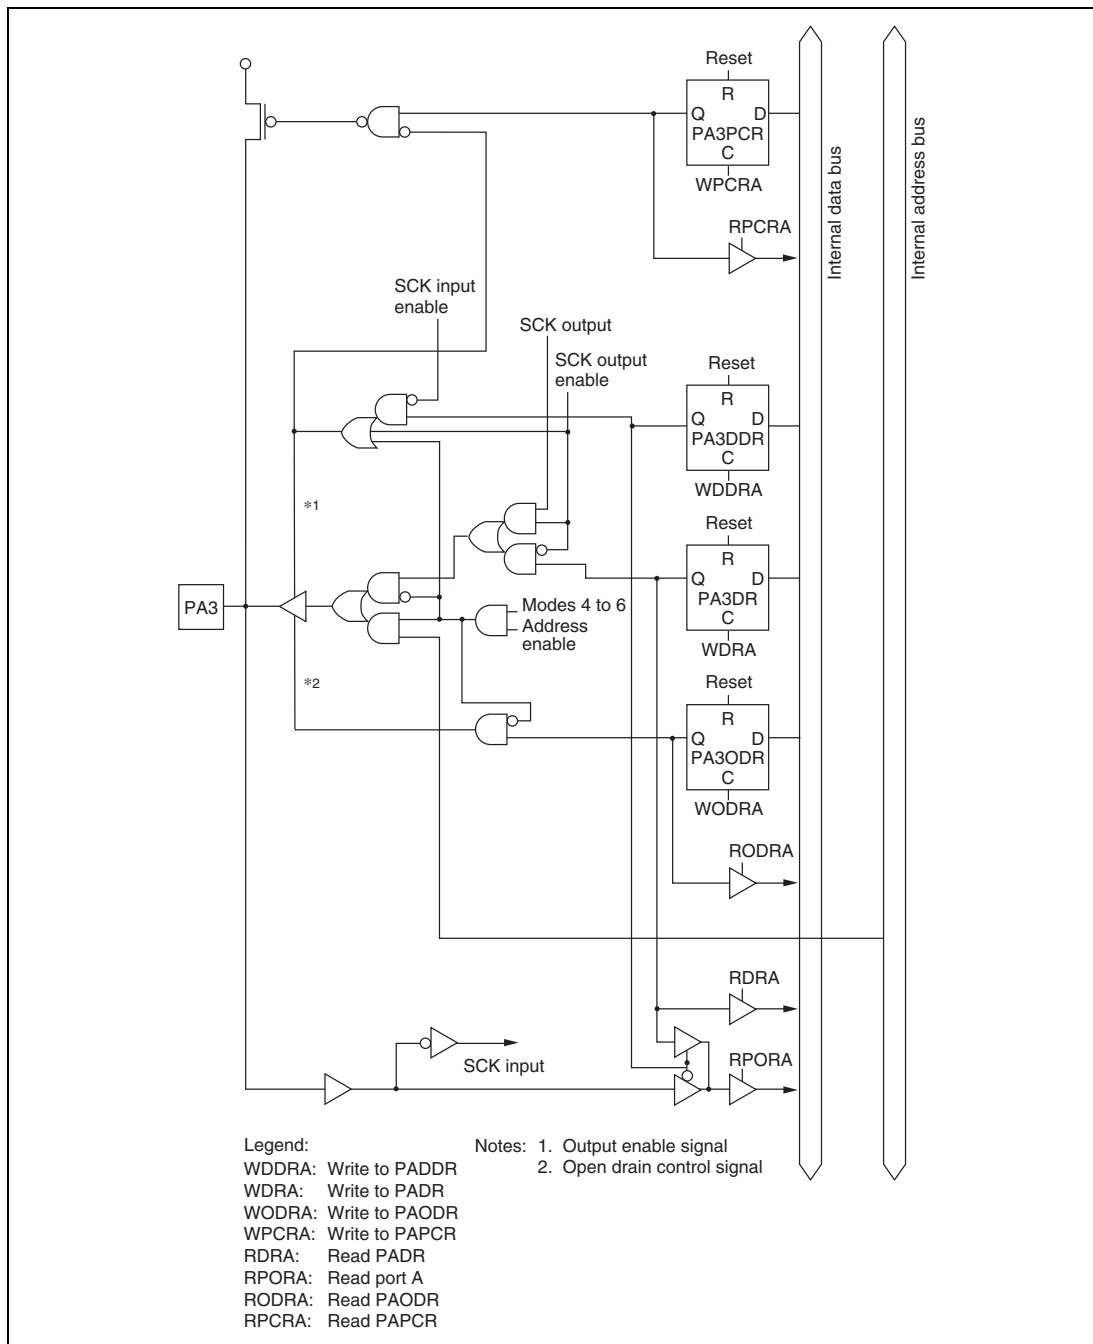 Reset
R
Q D
PA3PCR
C
WPCRA
RPCRA
Internal data bus
Internal address bus
SCK input
enable
SCK output
SCK output
enable
Reset
R
Q D
PA3DDR
C
WDDRA
*1
Reset
R
Q D
PA3DR
C
WDRA
PA3
Modes 4 to 6
Address
enable
*2
Reset
R
Q D
PA3ODR
C
WODRA
RODRA
RDRA
SCK input
RPORA
Legend:
WDDRA: Write to PADDR
WDRA: Write to PADR
WODRA: Write to PAODR
WPCRA: Write to PAPCR
RDRA: Read PADR
RPORA: Read port A
RODRA: Read PAODR
RPCRA: Read PAPCR
Notes: 1. Output enable signal
2. Open drain control signal